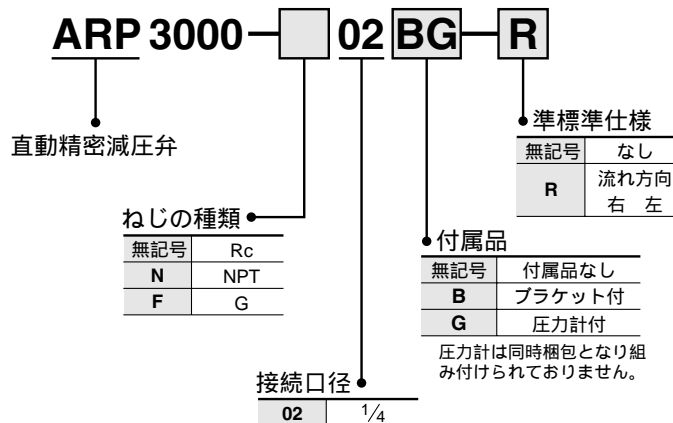 ARP 3000－ 02 BG－R
直動精密減圧弁
準標準仕様
無記号 なし
R 流れ方向
右 左
ねじの種類
無記号 Rc
N NPT
F G
付属品
無記号 付属品なし
B ブラケット付
G 圧力計付
圧力計は同時梱包となり組
み付けられておりません。
接続口径
02 1/4